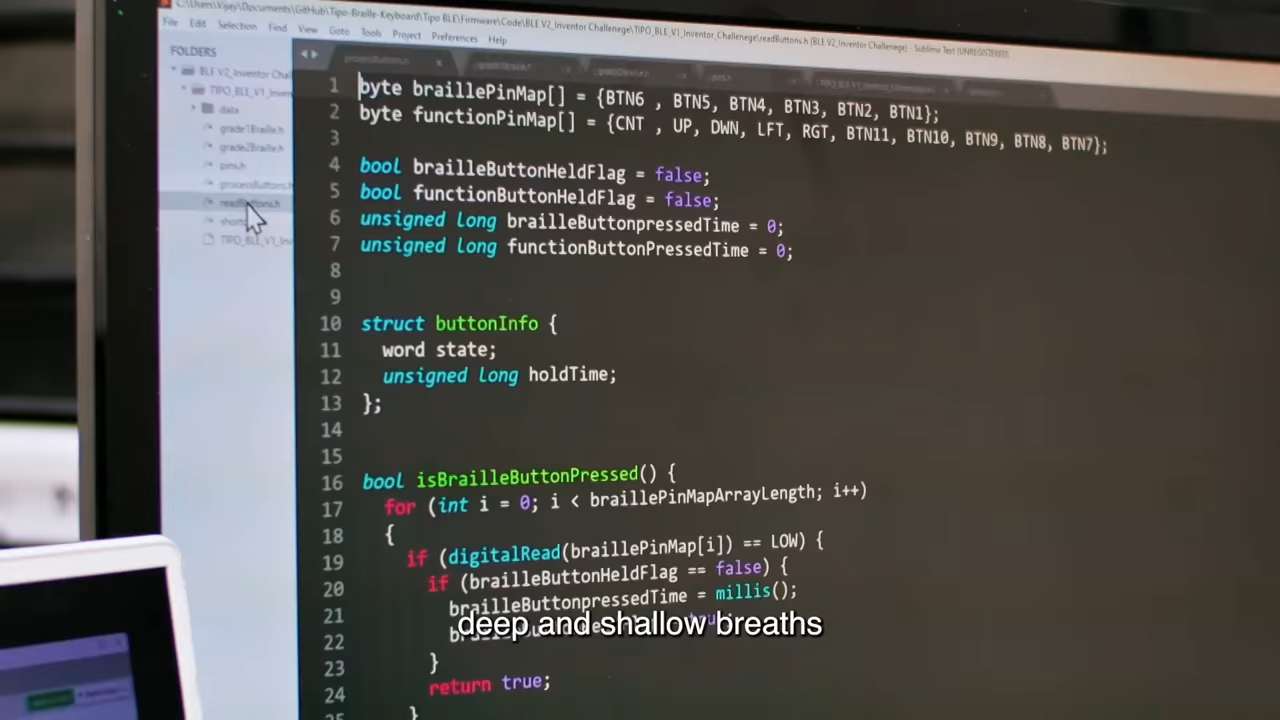 C:\Users\Vijay\Documents\GitHub\Tipo-Braille-Keyboard\Tipo BLE\Firmware\Code\BLE V2_Inventor Challenege\TIPO_BLE_V1_Inventor_Challenege\readButtons.h (BLE V2_Inventor Challenege) - Sublime Text (UNREGISTERED)
File Edit Selection Find View Goto Tools Project Preferences Help
FOLDERS
BLE V2_Inventor Chal
TIPO_BLE_V1_Inven
data
grade1Braille.h
grade2Braille.h
pins.h
processButtons.h
readButtons.h
TIPO_BLE_V1_Inv
1 byte braillePinMap[] = {BTN6 , BTN5, BTN4, BTN3, BTN2, BTN1};
2 byte functionPinMap[] = {CNT , UP, DWN, LFT, RGT, BTN11, BTN10, BTN9, BTN8, BTN7};
3
4 bool brailleButtonHeldFlag = false;
5 bool functionButtonHeldFlag = false;
6 unsigned long brailleButtonpressedTime = 0;
7 unsigned long functionButtonPressedTime = 0;
8
9
10 struct buttonInfo {
11 word state;
12 unsigned long holdTime;
13 };
14
15
16 bool isBrailleButtonPressed() {
17 for (int i = 0; i < braillePinMapArrayLength; i++)
18 {
19 if (digitalRead(braillePinMap[i]) == LOW) {
20 if (brailleButtonHeldFlag == false) {
21 brailleButtonpressedTime = millis();
22
23 }
24 return true;
25 }
deep and shallow breaths